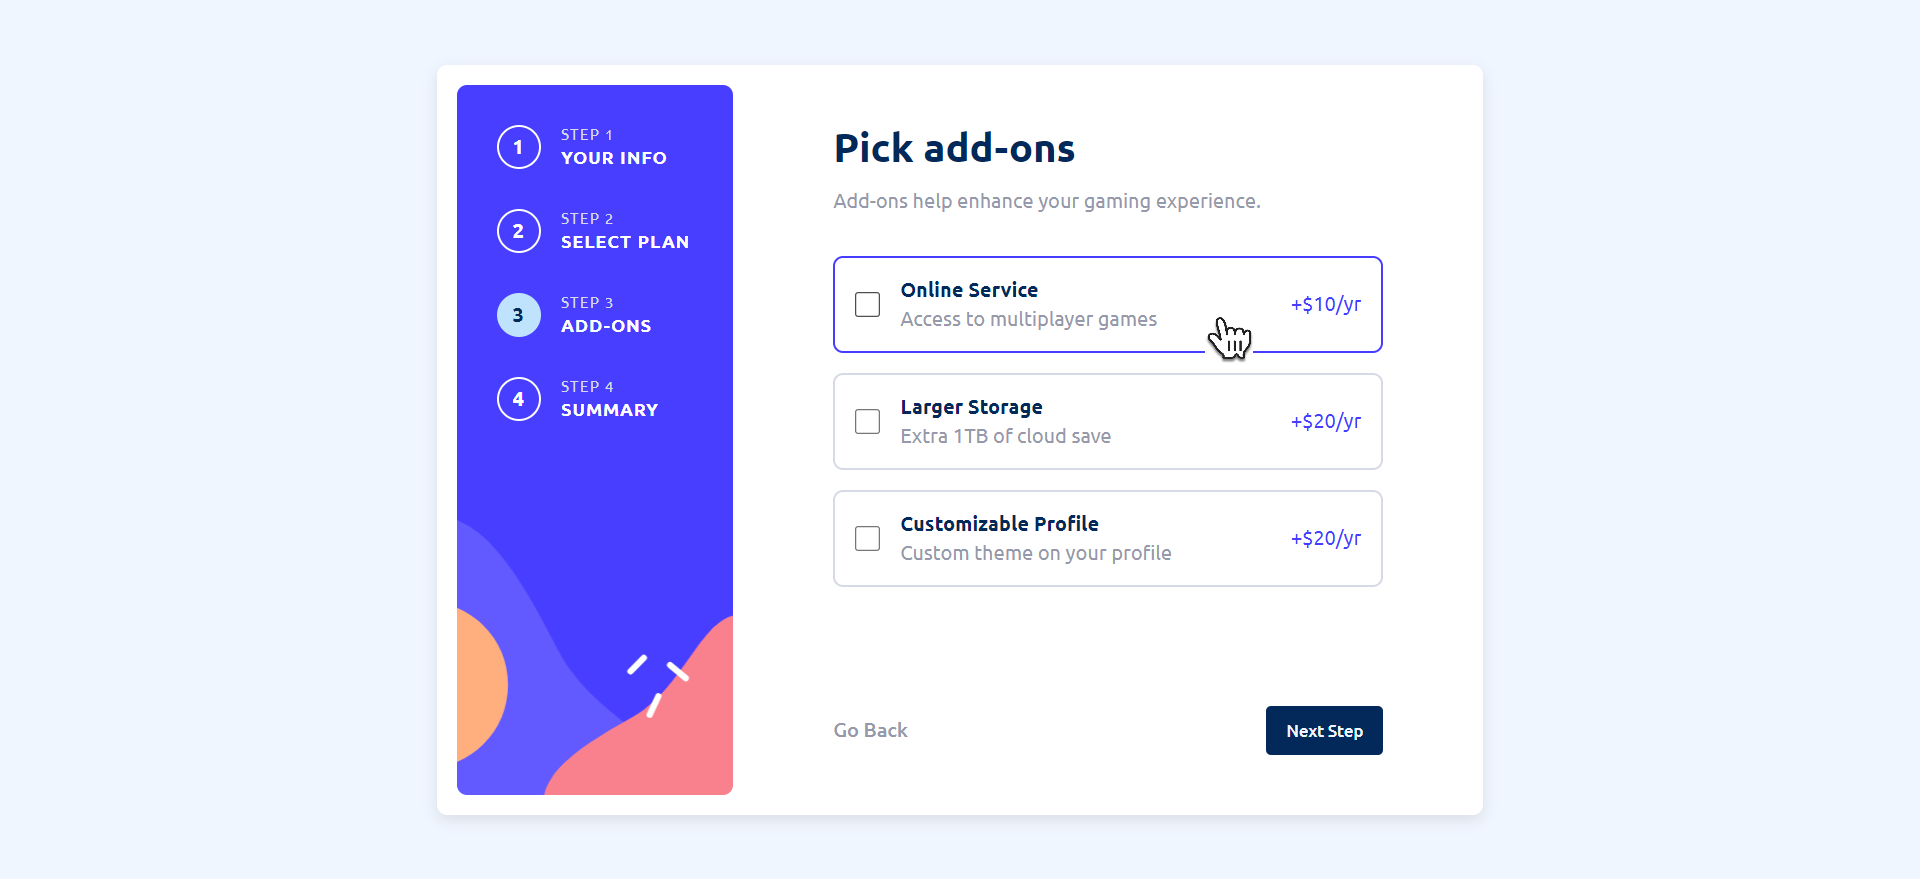 1
STEP 1
YOUR INFO
2
STEP 2
SELECT PLAN
3
STEP 3
ADD-ONS
4
STEP 4
SUMMARY
Pick add-ons
Add-ons help enhance your gaming experience.
Online Service
Access to multiplayer games
+$10/yr
Larger Storage
Extra 1TB of cloud save
+$20/yr
Customizable Profile
Custom theme on your profile
+$20/yr
Go Back
Next Step